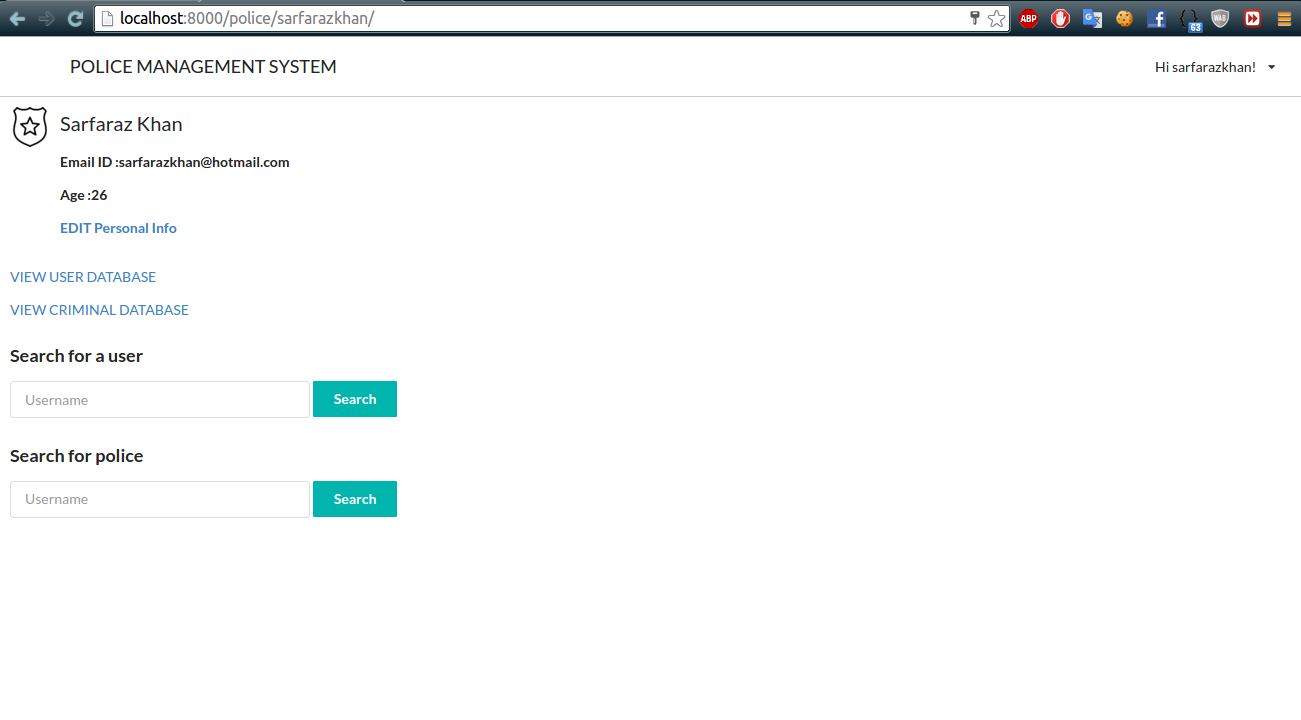 localhost:8000/police/sarfarazkhan/
ABP
63
WAB
POLICE MANAGEMENT SYSTEM
Hi sarfarazkhan!
Sarfaraz Khan
Email ID :sarfarazkhan@hotmail.com
Age :26
EDIT Personal Info
VIEW USER DATABASE
VIEW CRIMINAL DATABASE
Search for a user
Username Search
Search for police
Username Search